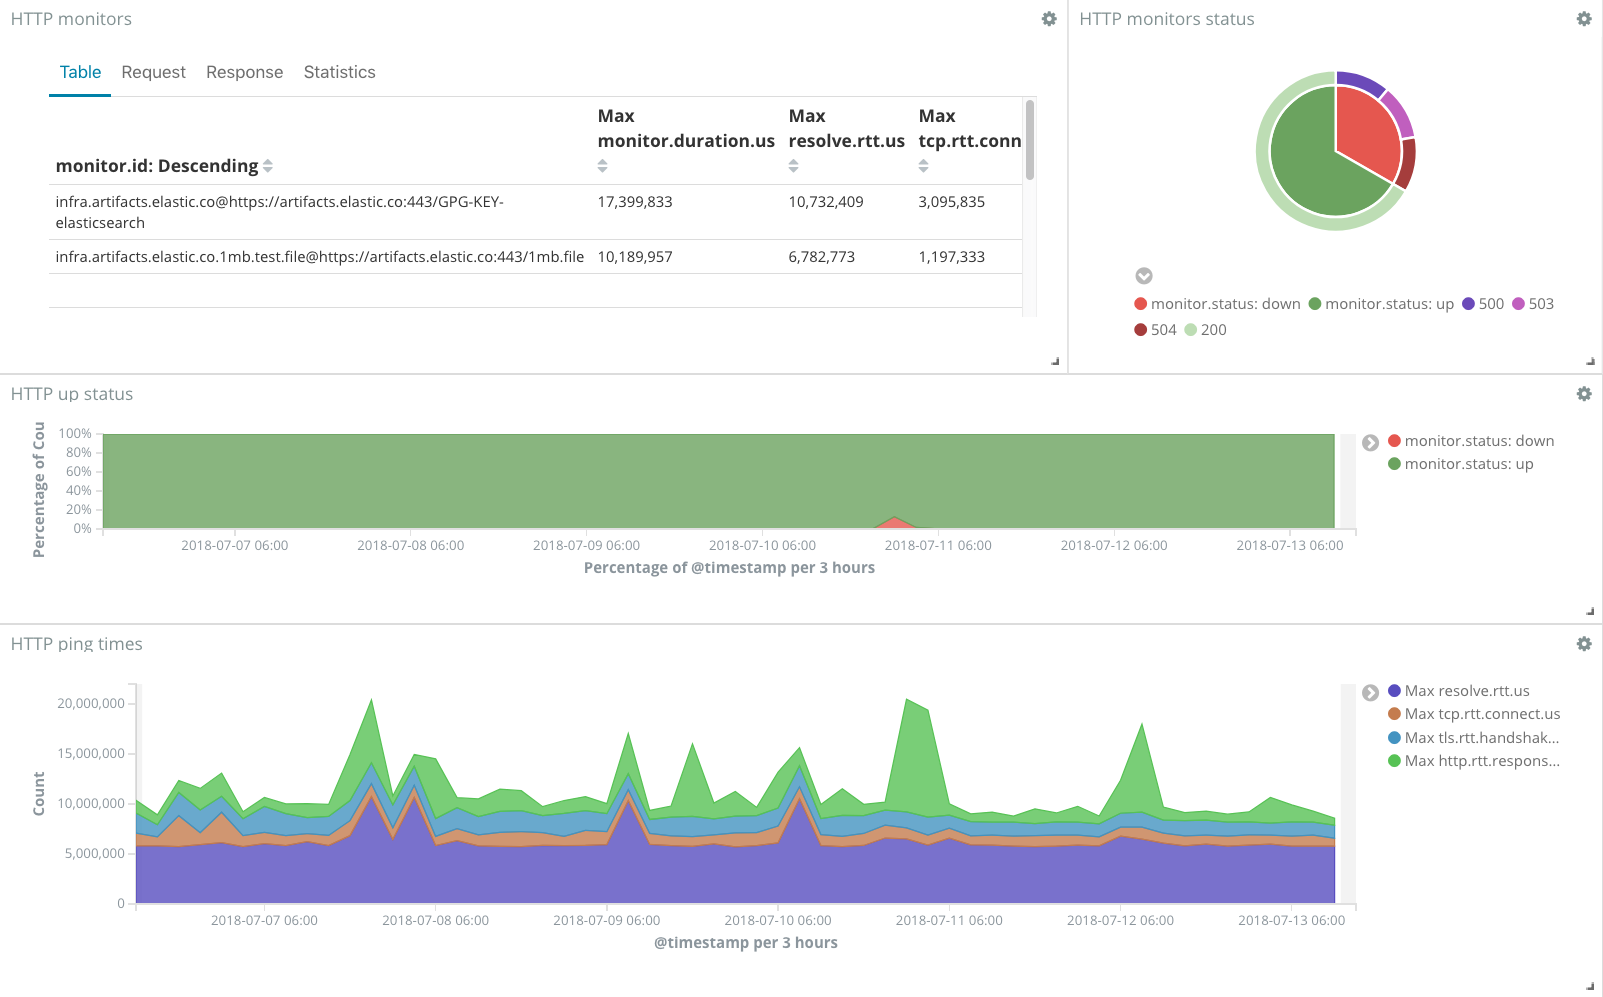 HTTP monitors
Table Request Response Statistics
monitor.id: Descending
Max monitor.duration.us
Max resolve.rtt.us
Max tcp.rtt.conn
infra.artifacts.elastic.co@https://artifacts.elastic.co:443/GPG-KEY-
elasticsearch
17,399,833 10,732,409 3,095,835
infra.artifacts.elastic.co.1mb.test.file@https://artifacts.elastic.co:443/1mb.file 10,189,957 6,782,773 1,197,333
HTTP monitors status
monitor.status: down monitor.status: up 500 503
504 200
HTTP up status
Percentage of Cou
100%
80%
60%
40%
20%
0%
2018-07-07 06:00 2018-07-08 06:00 2018-07-09 06:00 2018-07-10 06:00 2018-07-11 06:00 2018-07-12 06:00 2018-07-13 06:00
Percentage of @timestamp per 3 hours
monitor.status: down
monitor.status: up
HTTP ping times
Count
20,000,000
15,000,000
10,000,000
5,000,000
0
2018-07-07 06:00 2018-07-08 06:00 2018-07-09 06:00 2018-07-10 06:00 2018-07-11 06:00 2018-07-12 06:00 2018-07-13 06:00
@timestamp per 3 hours
Max resolve.rtt.us
Max tcp.rtt.connect.us
Max tls.rtt.handshak...
Max http.rtt.respons...